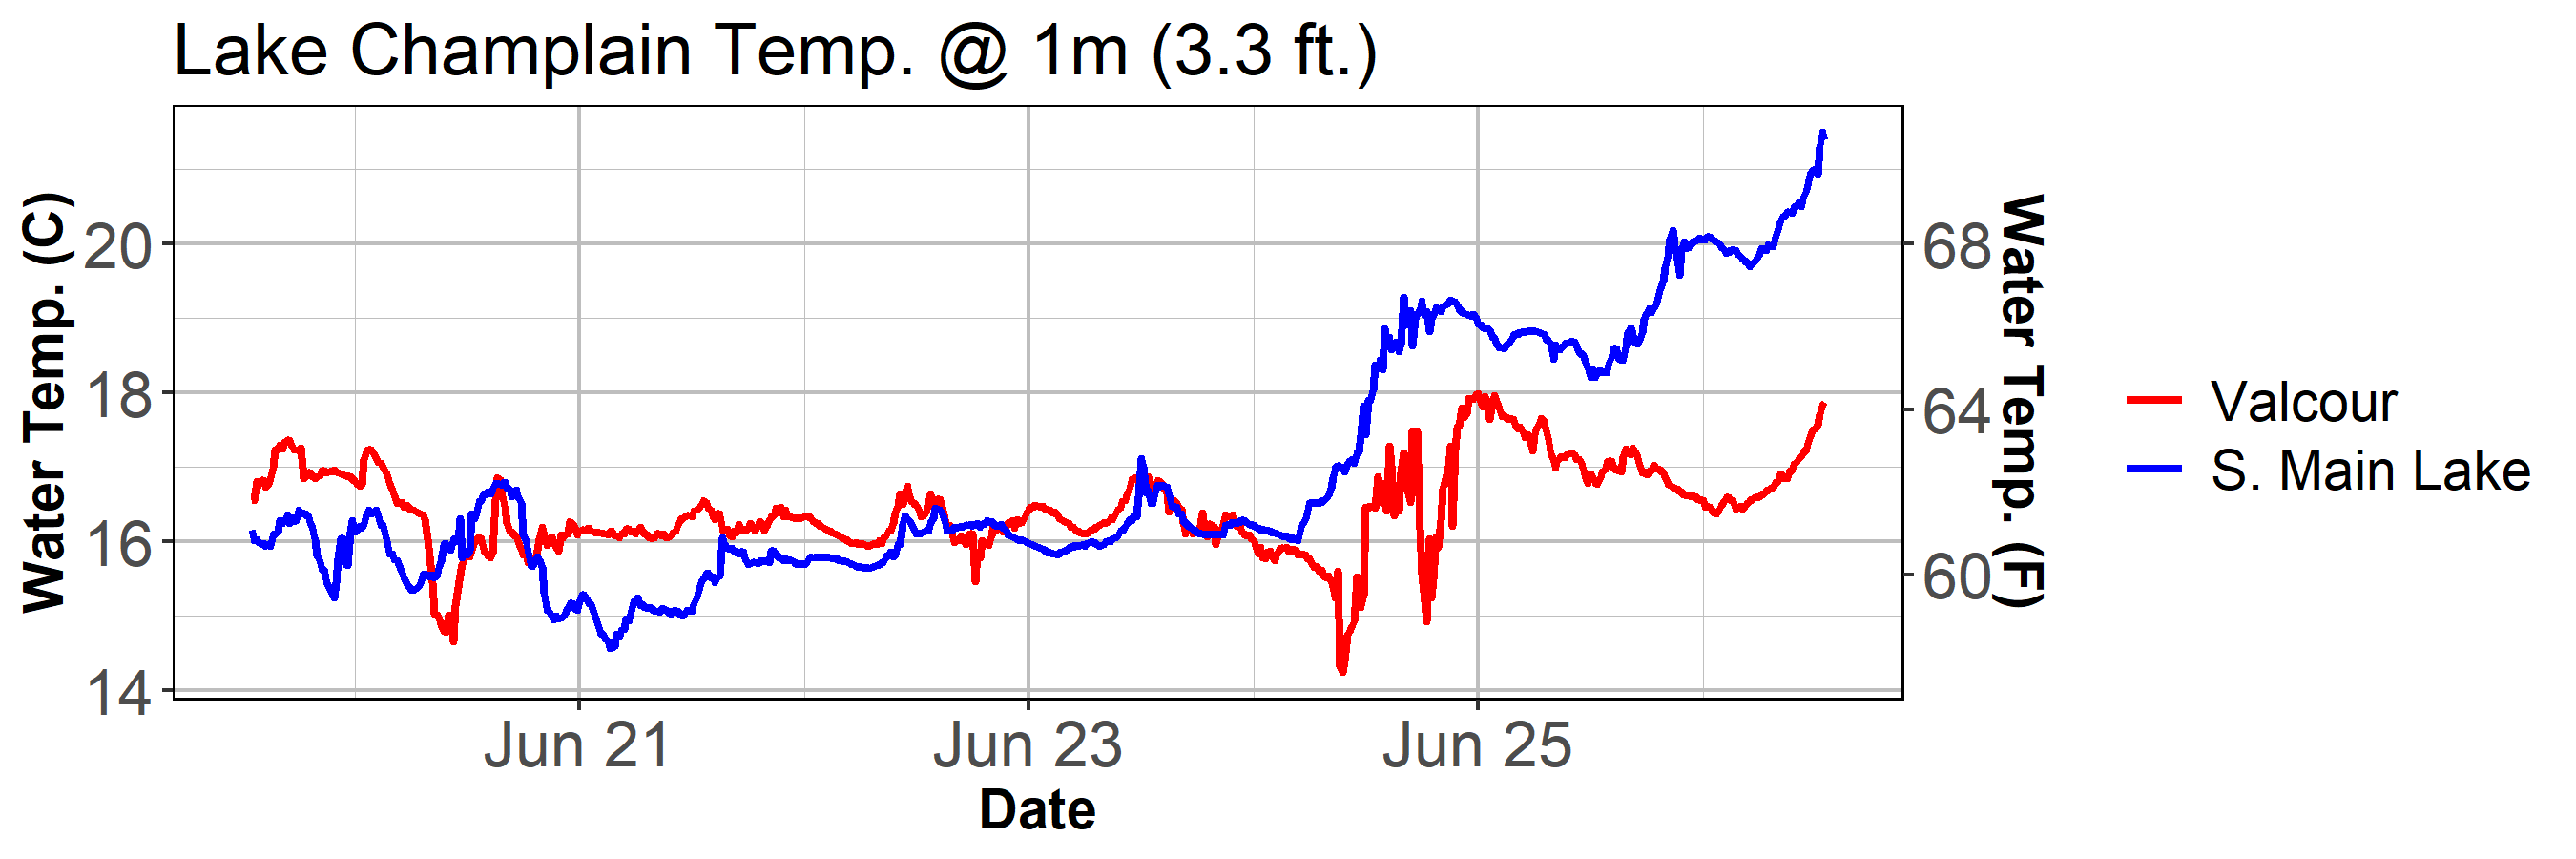 Lake Champlain Temp. @ 1m (3.3 ft.)
Water Temp. (C)
20
18
16
14
68
64
60
Water Temp. (F)
Jun 21
Jun 23
Jun 25
Date
Valcour
S. Main Lake